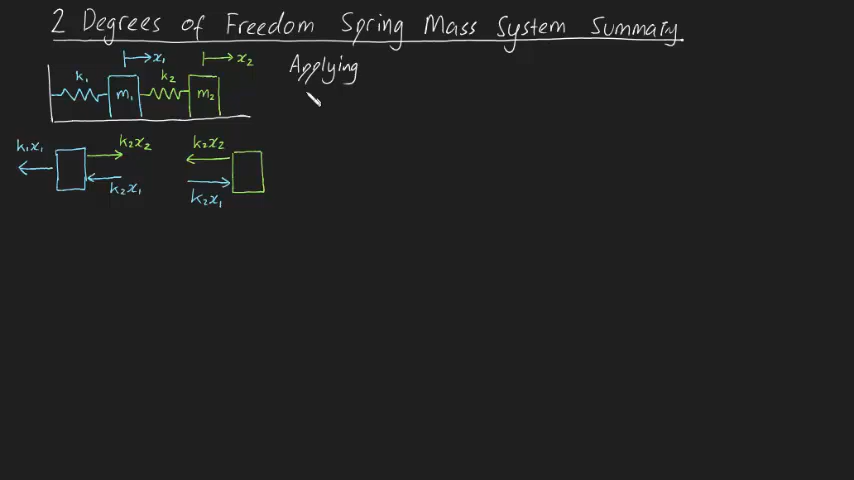 2 Degrees of Freedom Spring Mass System Summary
x₁ x₂
k₁ k₂
Applying
m₁ m₂
k₁x₁ k₂x₂ k₂x₂
k₂x₁ k₂x₁